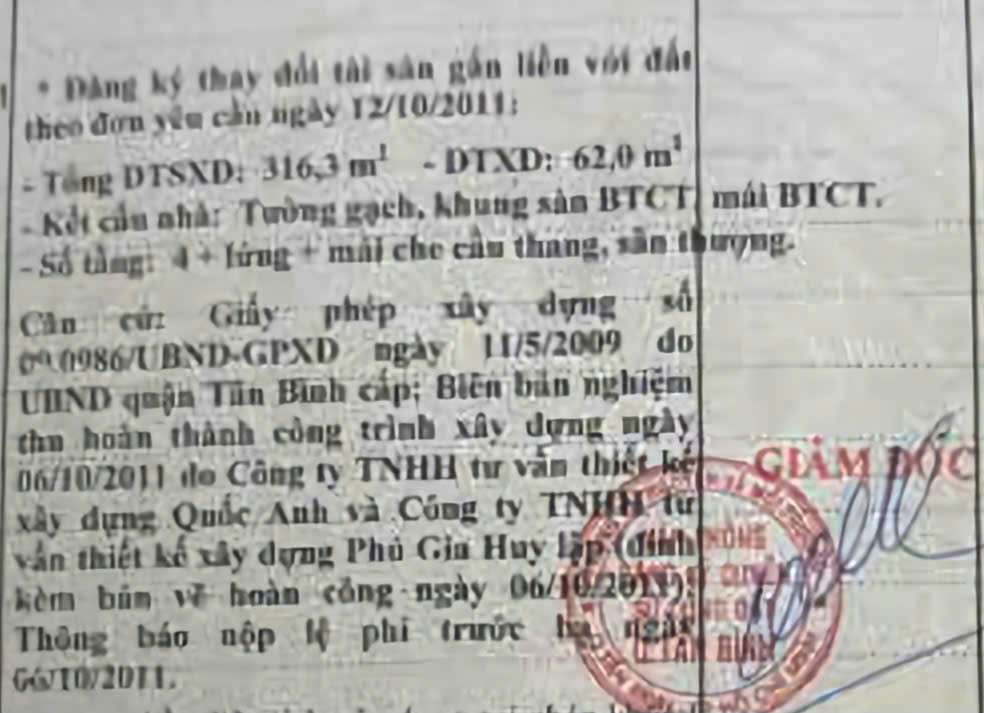 * Đăng ký thay đổi tài sản gắn liền với đất
theo đơn yêu cầu ngày 12/10/2011:
- Tổng DTSXD: 316,3 m² - DTXD: 62,0 m²
- Kết cấu nhà: Tường gạch, khung sàn BTCT, mái BTCT.
- Số tầng: 4 + lửng + mái che cầu thang, sân thượng.
Căn cứ: Giấy phép xây dựng số
0986/UBND-GPXD ngày 11/5/2009 do
UBND quận Tân Bình cấp; Biên bản nghiệm
thu hoàn thành công trình xây dựng ngày
06/10/2011 do Công ty TNHH tư vấn thiết kế
xây dựng Quốc Anh và Công ty TNHH tư
vấn thiết kế xây dựng Phú Gia Huy lập (đính
kèm bản vẽ hoàn công ngày 06/10/2011);
Thông báo nộp lệ phí trước bạ ngày
06/10/2011.
GIÁM ĐỐC
Q.TÂN BÌNH